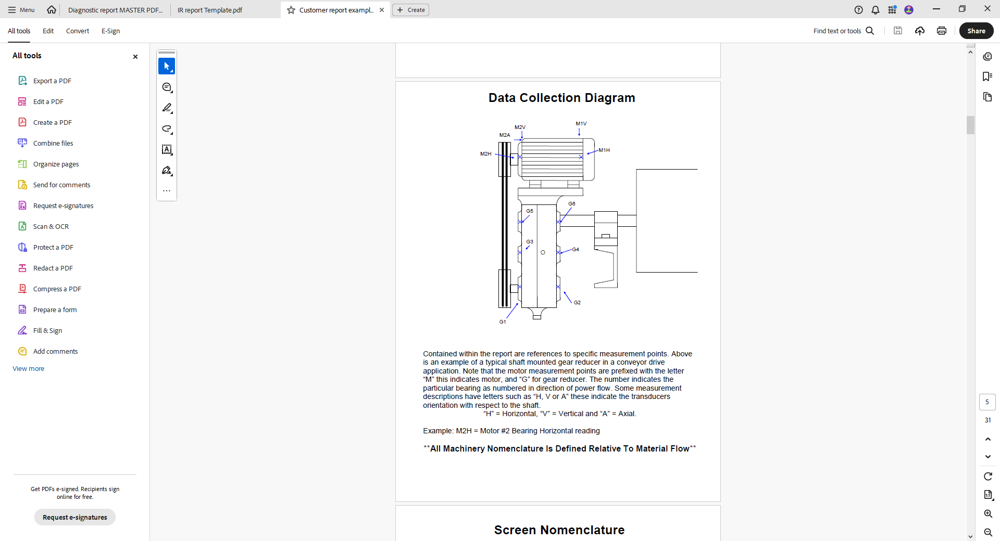 Menu
Diagnostic report MASTER PDF...
IR report Template.pdf
Customer report exampl...
Create
All tools
Edit
Convert
E-Sign
Find text or tools
Share
All tools
Export a PDF
Edit a PDF
Create a PDF
Combine files
Organize pages
Send for comments
Request e-signatures
Scan & OCR
Protect a PDF
Redact a PDF
Compress a PDF
Prepare a form
Fill & Sign
Add comments
View more
Get PDFs e-signed. Recipients sign
online for free.
Request e-signatures
Data Collection Diagram
M1V
M2V
M2A
M1H
M2H
G6
G5
G3
G4
G2
G1
Contained within the report are references to specific measurement points. Above
is an example of a typical shaft mounted gear reducer in a conveyor drive
application. Note that the motor measurement points are prefixed with the letter
“M” this indicates motor, and “G” for gear reducer. The number indicates the
particular bearing as numbered in direction of power flow. Some measurement
descriptions have letters such as “H, V or A” these indicate the transducers
orientation with respect to the shaft.
“H” = Horizontal, “V” = Vertical and “A” = Axial.
Example: M2H = Motor #2 Bearing Horizontal reading
**All Machinery Nomenclature Is Defined Relative To Material Flow**
Screen Nomenclature
5
31
1:1